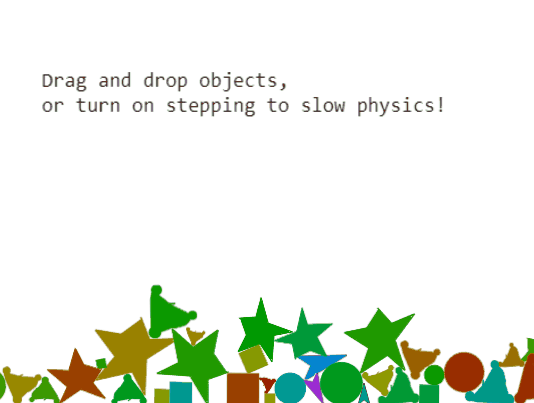 Drag and drop objects,
or turn on stepping to slow physics!